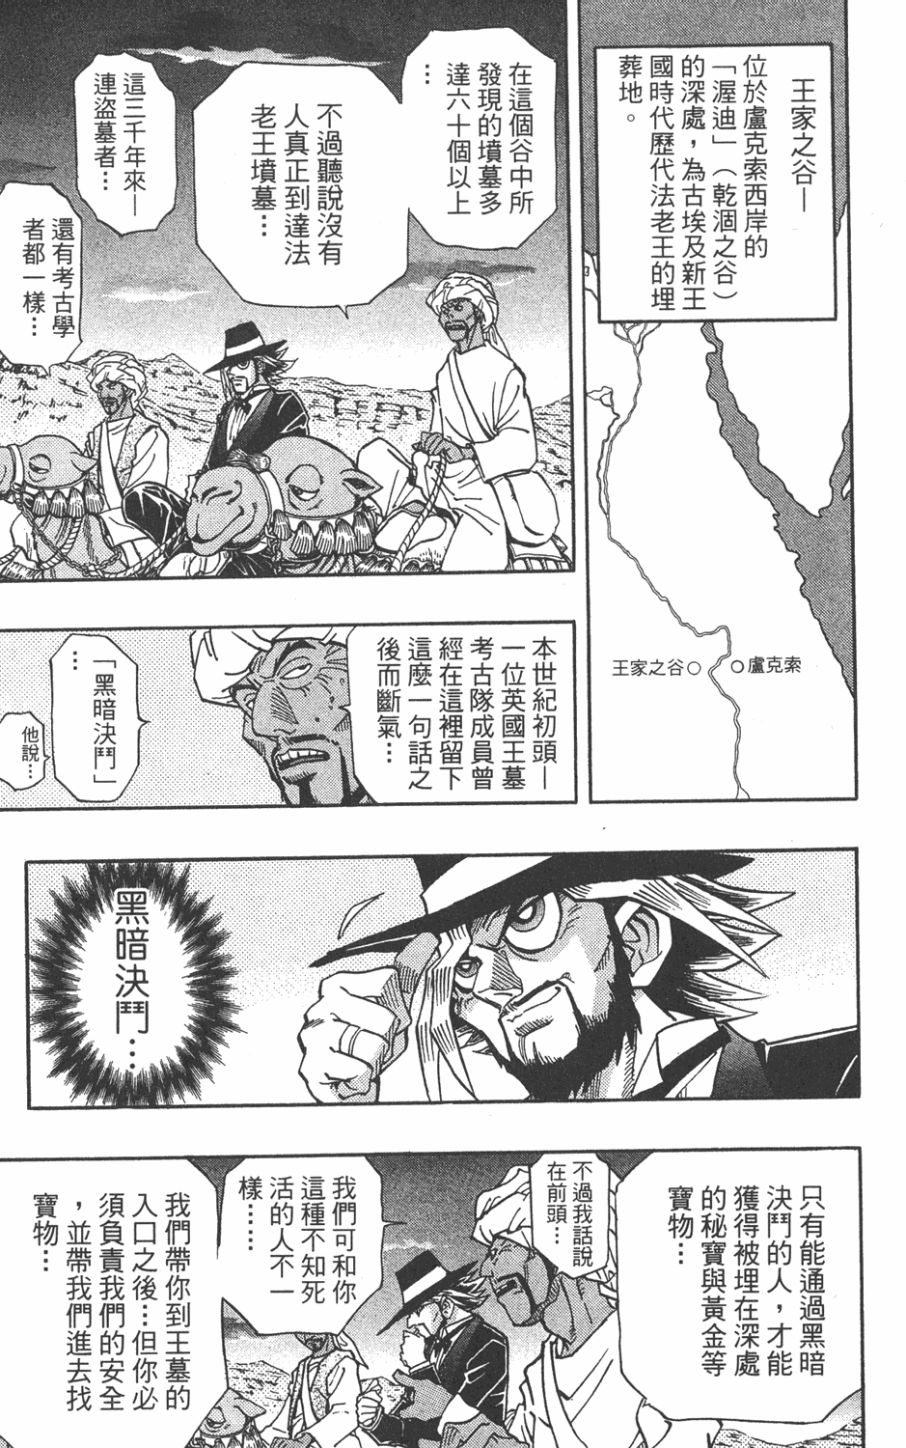 王家之谷—
位於盧克索西岸的
「渥迪」（乾涸之谷）
的深處，為古埃及新王
國時代歷代法老王的埋
葬地。
王家之谷
盧克索
在這個谷中所
發現的墳墓多
達六十個以上
…
不過聽說沒有
人真正到達法
老王墳墓…
這三千年來—
連盜墓者…
還有考古學
者都一樣…
本世紀初頭—
一位英國王墓
考古隊成員曾
經在這裡留下
這麼一句話之
後而斷氣…
「黑暗決鬥」
…
他說…
黑暗決鬥…
只有能通過黑暗
決鬥的人，才能
獲得被埋在深處
的秘寶與黃金等
寶物…
不過我話說
在前頭…
我們可和你
這種不知死
活的人不一
樣……
我們帶你到王墓的
入口之後…但你必
須負責我們的安全
，並帶我們進去找
寶物…